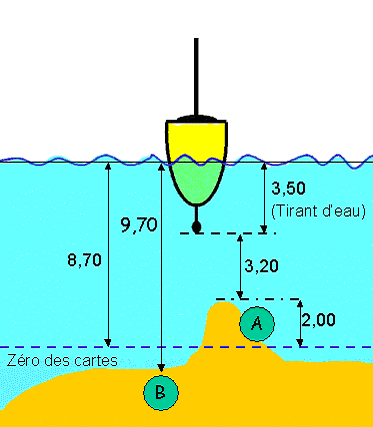 3,50
(Tirant d'eau)
9,70
8,70
3,20
A
2,00
Zéro des cartes
B